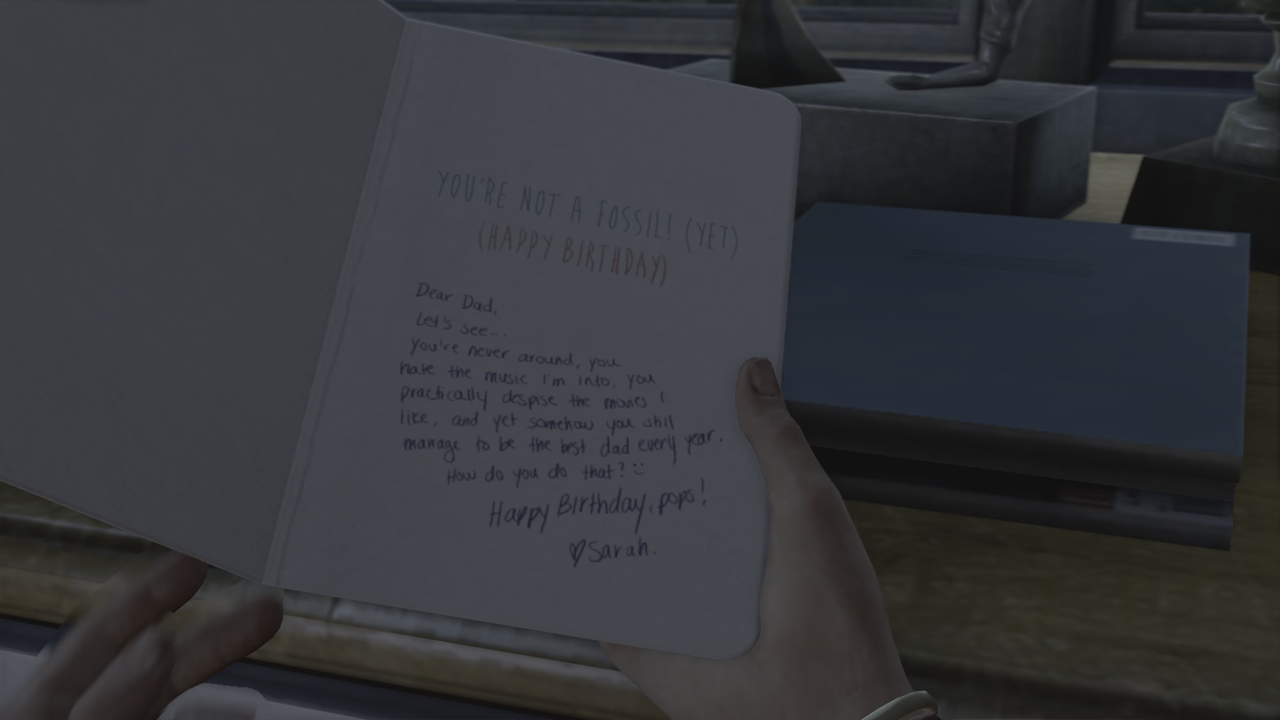 YOU'RE NOT A FOSSIL! (YET)
(HAPPY BIRTHDAY)
Dear Dad,
Let's see...
You're never around, you
hate the music I'm into, you
practically despise the movies I
like, and yet somehow you still
manage to be the best dad every year.
How do you do that? :)
Happy Birthday, pops!
♡ Sarah.